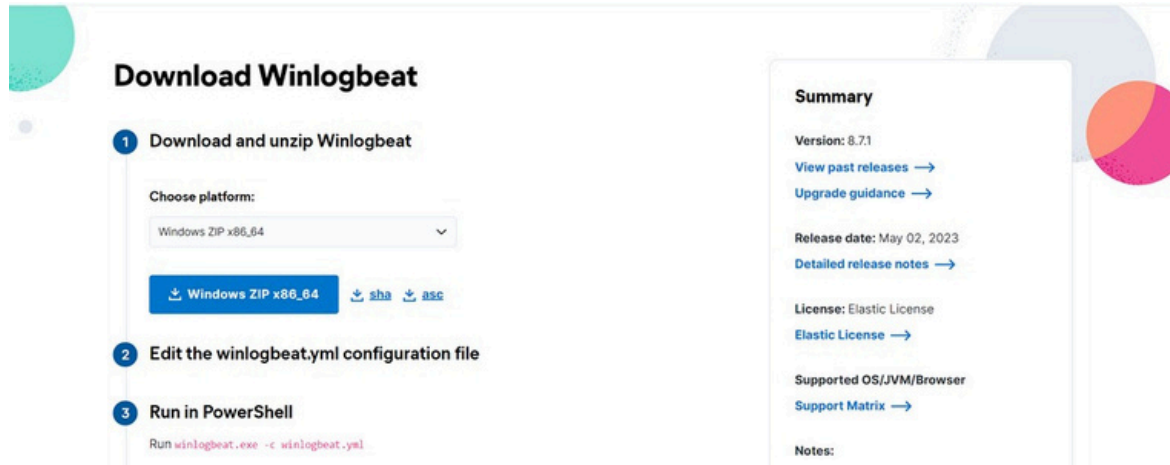 Download Winlogbeat
1 Download and unzip Winlogbeat
Choose platform:
Windows ZIP x86_64
Windows ZIP x86_64 sha asc
2 Edit the winlogbeat.yml configuration file
3 Run in PowerShell
Run winlogbeat.exe -c winlogbeat.yml
Summary
Version: 8.7.1
View past releases →
Upgrade guidance →
Release date: May 02, 2023
Detailed release notes →
License: Elastic License
Elastic License →
Supported OS/JVM/Browser
Support Matrix →
Notes: